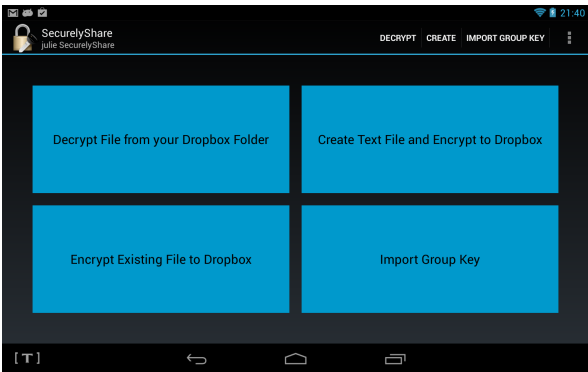 21:40
SecurelyShare
julie SecurelyShare
DECRYPT CREATE IMPORT GROUP KEY
Decrypt File from your Dropbox Folder
Create Text File and Encrypt to Dropbox
Encrypt Existing File to Dropbox
Import Group Key
[T]